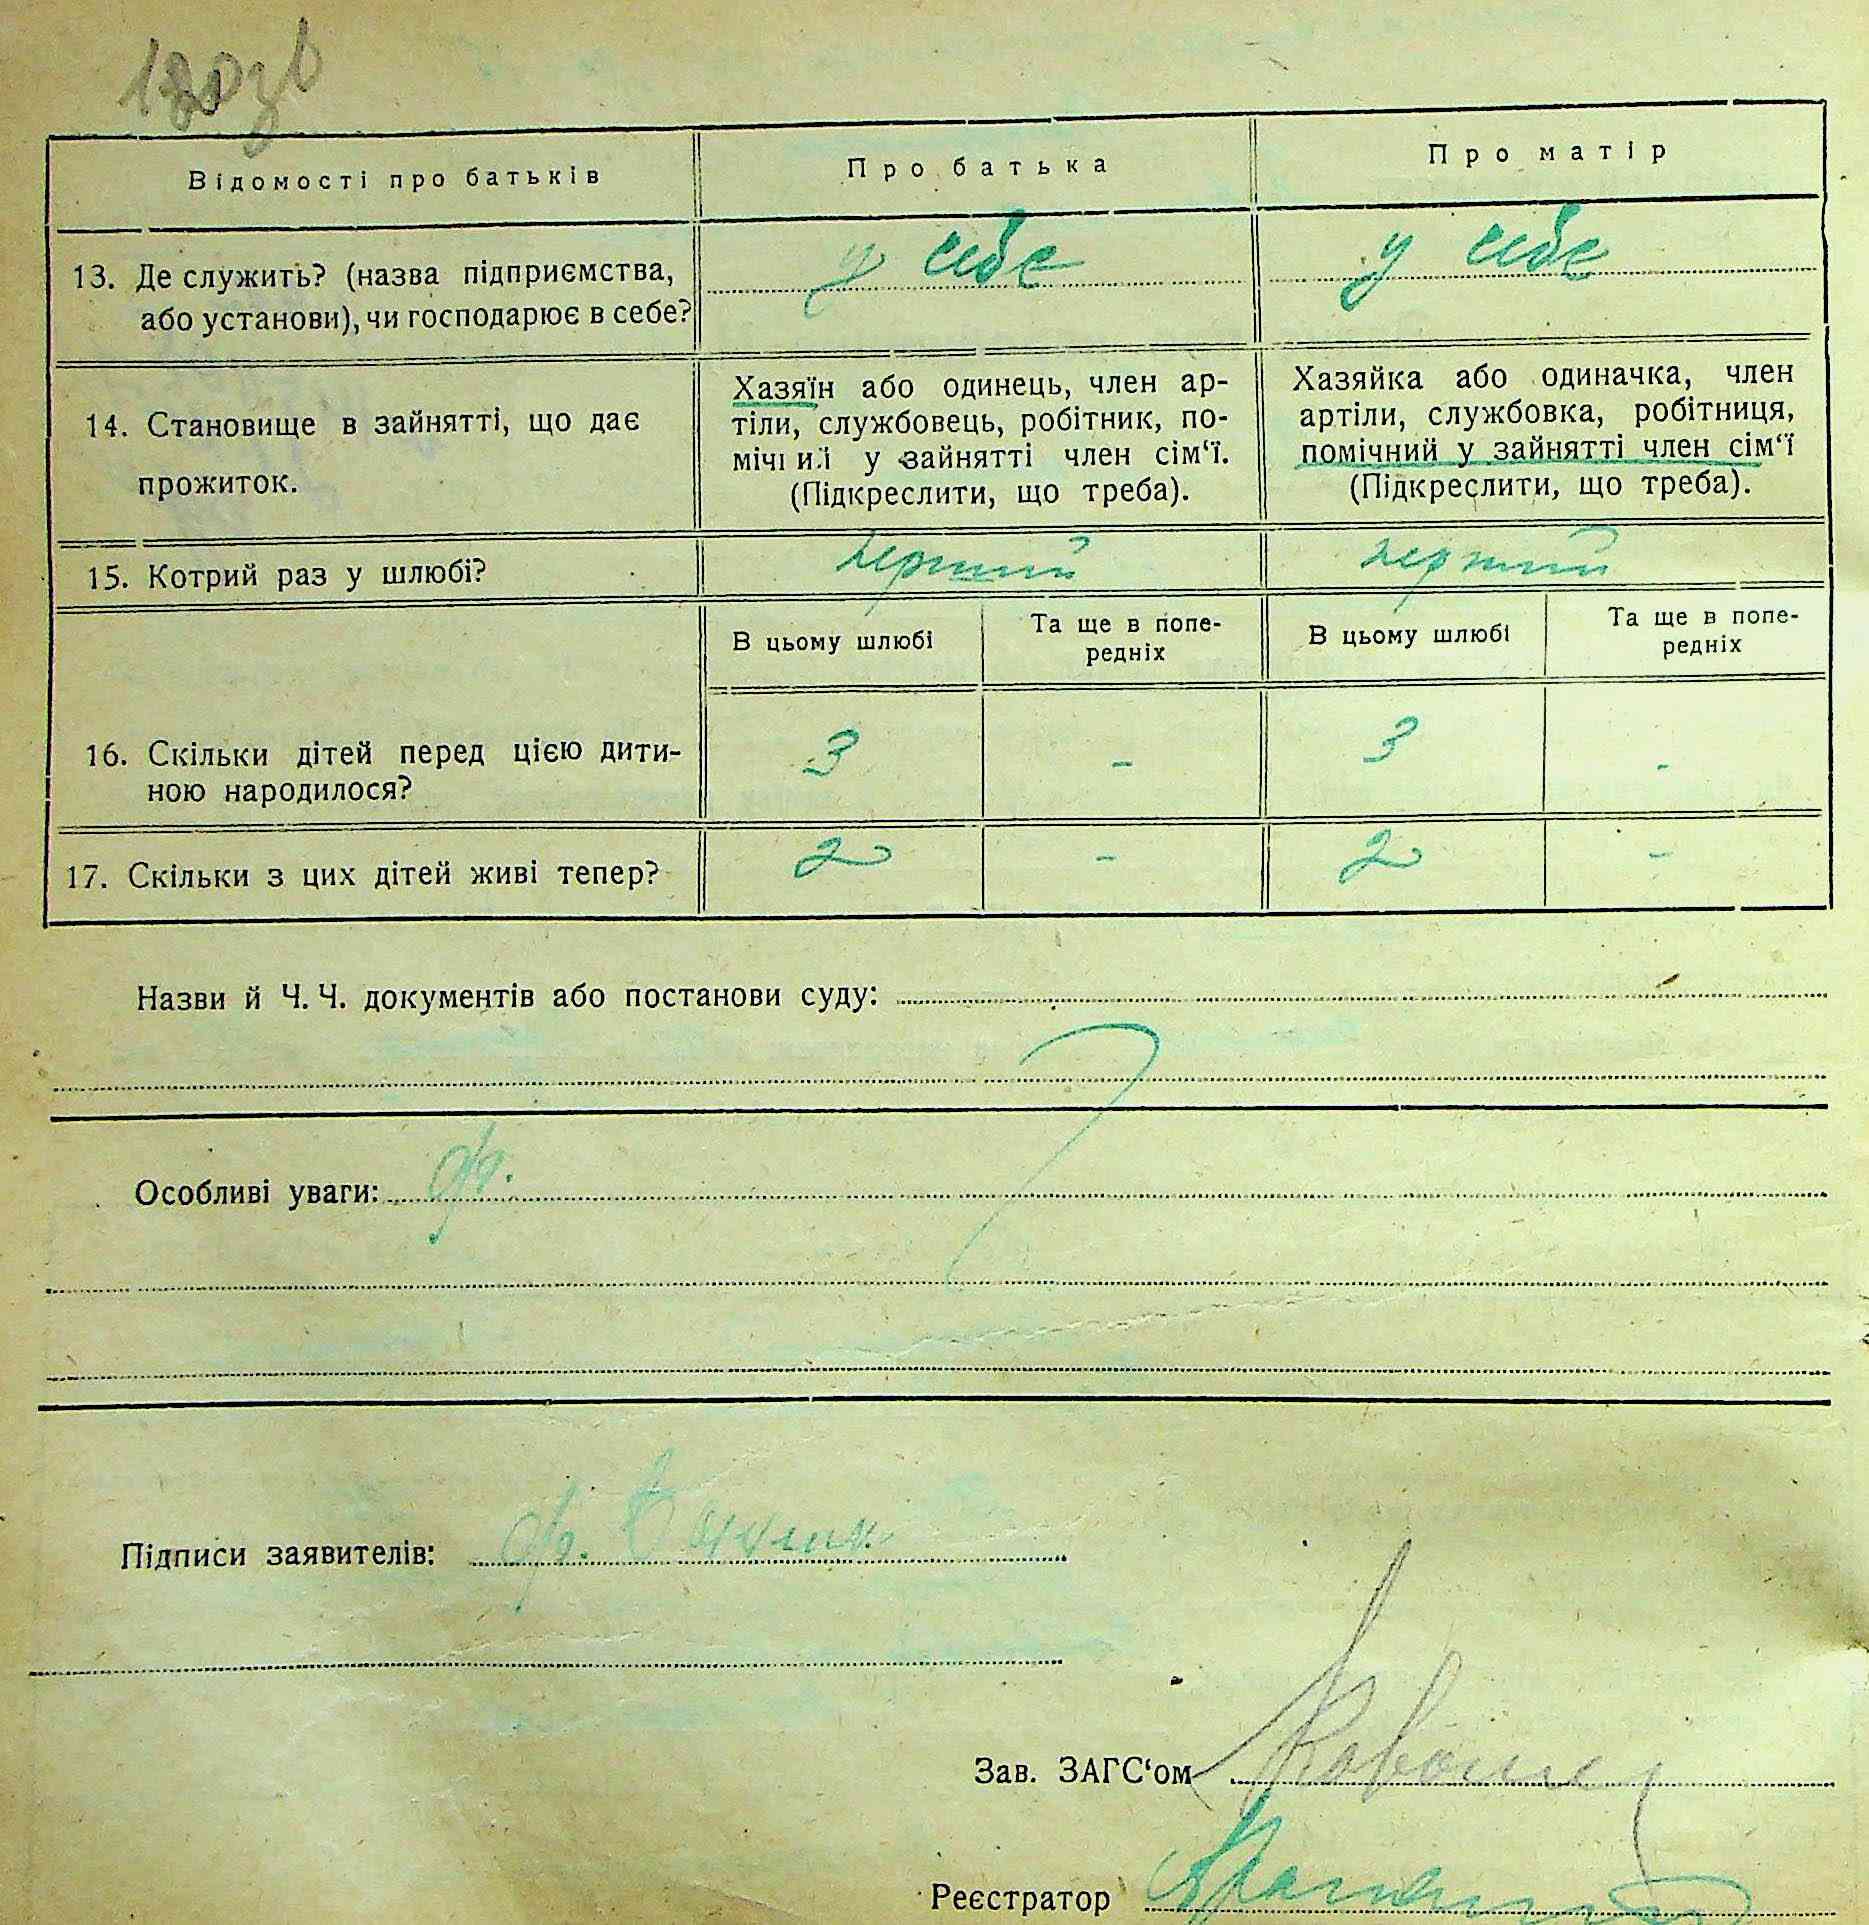 Відомості про батьків
Про батька
Про матір
13. Де служить? (назва підприємства,
або установи), чи господарює в себе?
у себе
у себе
14. Становище в зайнятті, що дає
прожиток.
Хазяїн або одинець, член ар-
тіли, службовець, робітник, по-
мічний у зайнятті член сім‘ї.
(Підкреслити, що треба).
Хазяйка або одиначка, член
артіли, службовка, робітниця,
помічний у зайнятті член сім‘ї
(Підкреслити, що треба).
15. Котрий раз у шлюбі?
перший
перший
В цьому шлюбі
Та ще в попе-
редніх
В цьому шлюбі
Та ще в попе-
редніх
16. Скільки дітей перед цією дити-
ною народилося?
3
-
3
-
17. Скільки з цих дітей живі тепер?
2
-
2
-
Назви й Ч. Ч. документів або постанови суду:
Особливі уваги:
Підписи заявителів:
Зав. ЗАГС‘ом
Реєстратор